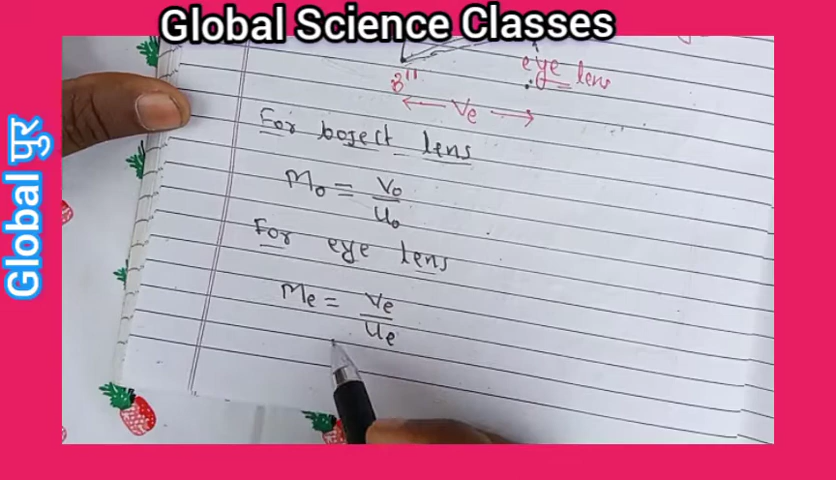 Global Science Classes
Global पुर
eye lens
B"
Ve
For boject lens
Mo = Vo
Uo
For eye lens
Me = Ve
Ue